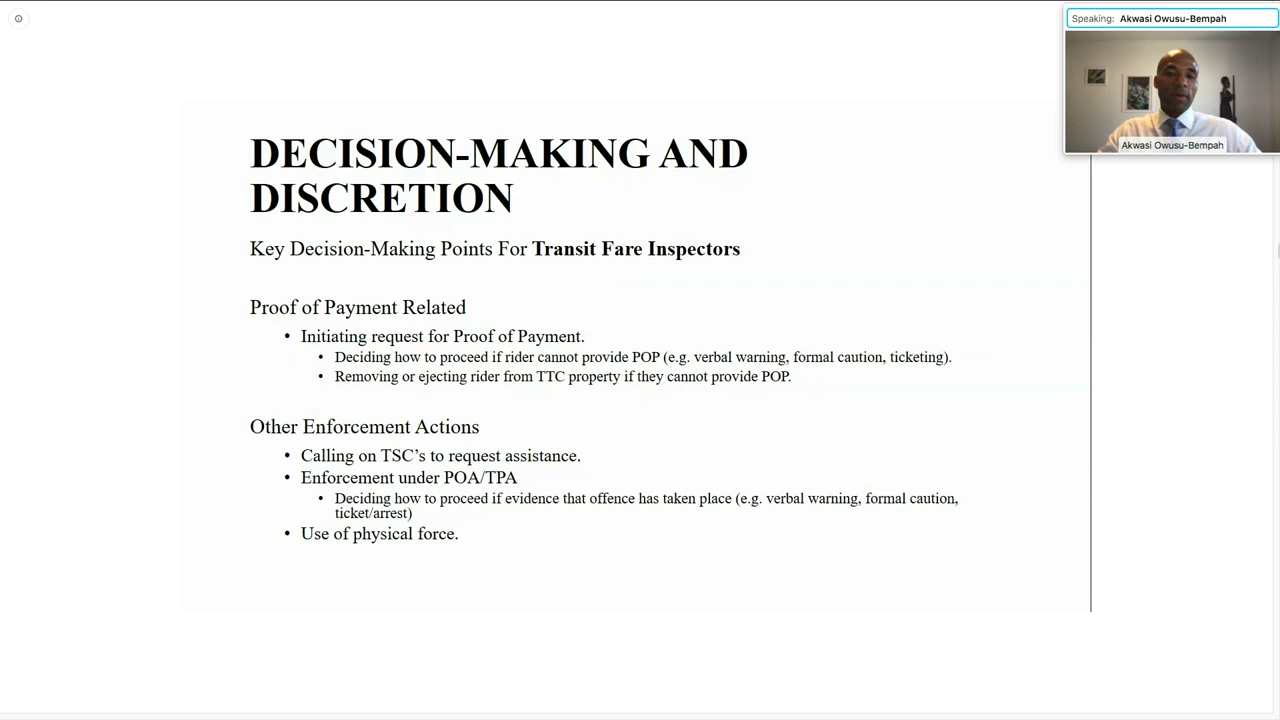 Speaking: Akwasi Owusu-Bempah
Akwasi Owusu-Bempah
DECISION-MAKING AND
DISCRETION
Key Decision-Making Points For Transit Fare Inspectors
Proof of Payment Related
• Initiating request for Proof of Payment.
• Deciding how to proceed if rider cannot provide POP (e.g. verbal warning, formal caution, ticketing).
• Removing or ejecting rider from TTC property if they cannot provide POP.
Other Enforcement Actions
• Calling on TSC’s to request assistance.
• Enforcement under POA/TPA
• Deciding how to proceed if evidence that offence has taken place (e.g. verbal warning, formal caution,
ticket/arrest)
• Use of physical force.